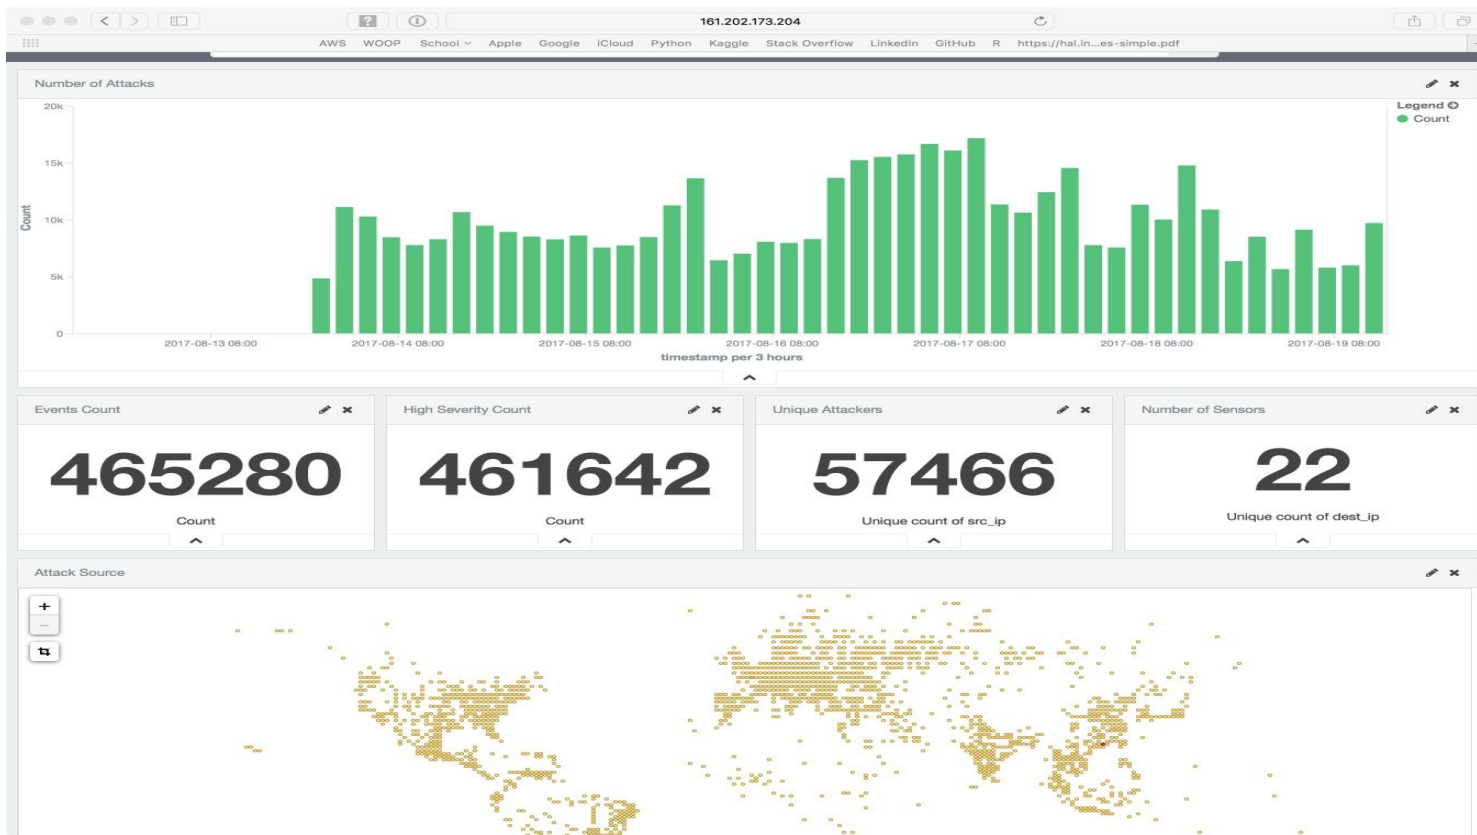 161.202.173.204
AWS WOOP School Apple Google iCloud Python Kaggle Stack Overflow LinkedIn GitHub R https://hal.in...es-simple.pdf
Number of Attacks
Legend
Count
20k
15k
10k
5k
0
Count
2017-08-13 08:00 2017-08-14 08:00 2017-08-15 08:00 2017-08-16 08:00 2017-08-17 08:00 2017-08-18 08:00 2017-08-19 08:00
timestamp per 3 hours
Events Count
465280
Count
High Severity Count
461642
Count
Unique Attackers
57466
Unique count of src_ip
Number of Sensors
22
Unique count of dest_ip
Attack Source